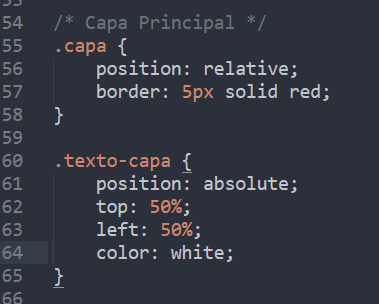 54 /* Capa Principal */
55 .capa {
56     position: relative;
57     border: 5px solid red;
58 }
59
60 .texto-capa {
61     position: absolute;
62     top: 50%;
63     left: 50%;
64     color: white;
65 }
66